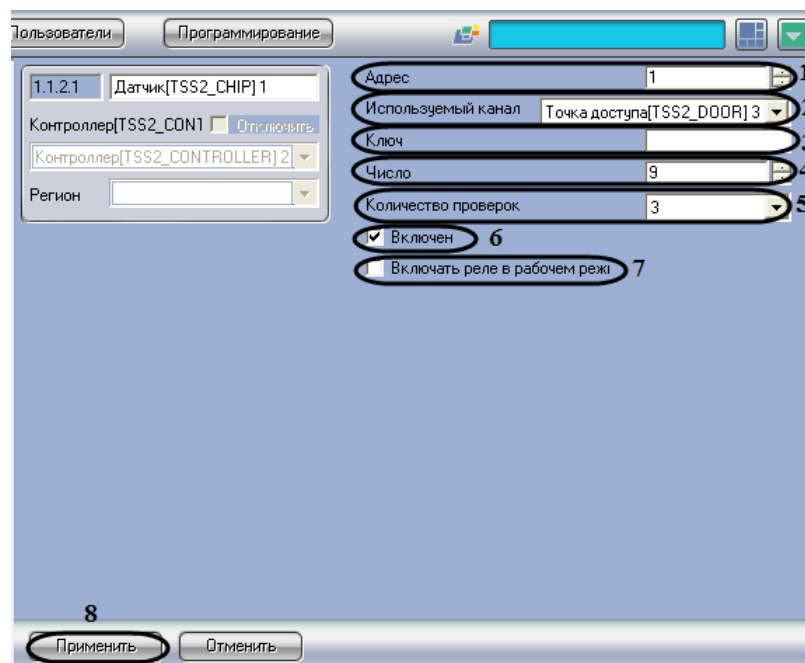 Пользователи Программирование
1.1.2.1 Датчик[TSS2_CHIP] 1
Контроллер[TSS2_CON1 Отключить
Контроллер[TSS2_CONTROLLER] 2
Регион
Адрес 1 1
Используемый канал Точка доступа[TSS2_DOOR] 3 2
Ключ 3
Число 9 4
Количество проверок 3 5
Включен 6
Включать реле в рабочем режи 7
8
Применить Отменить